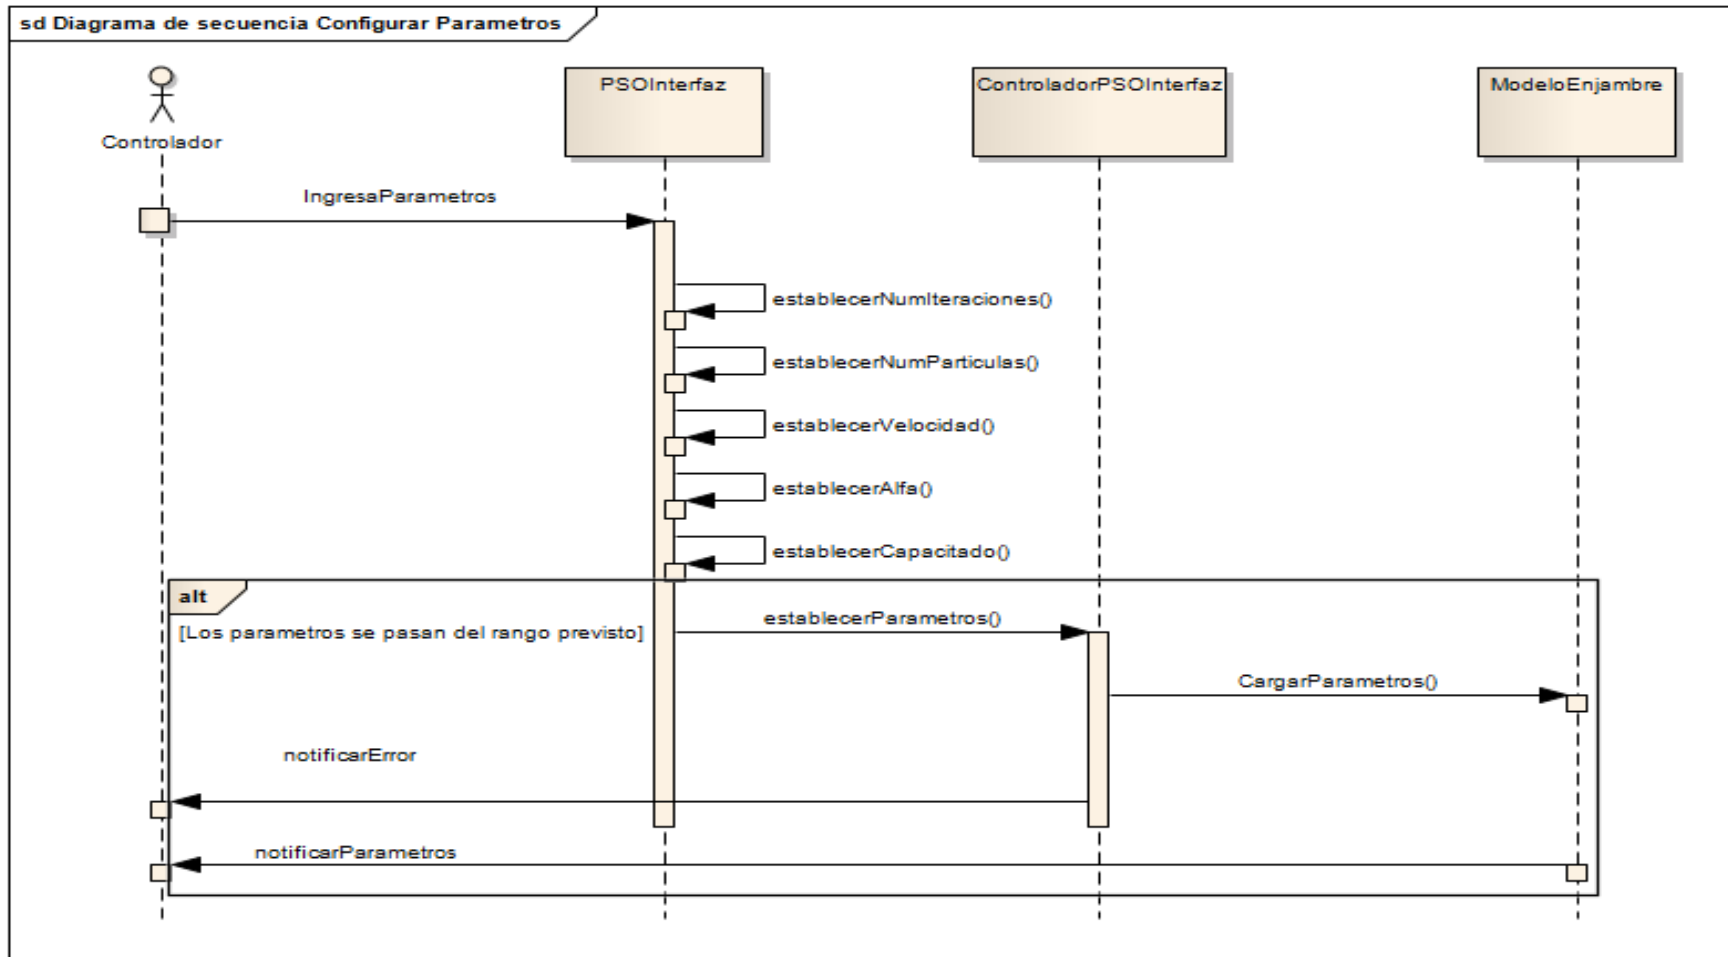 sd Diagrama de secuencia Configurar Parametros
Controlador
PSOInterfaz
ControladorPSOInterfaz
ModeloEnjambre
IngresaParametros
establecerNumIteraciones()
establecerNumParticulas()
establecerVelocidad()
establecerAlfa()
establecerCapacitado()
alt
[Los parametros se pasan del rango previsto]
establecerParametros()
CargarParametros()
notificarError
notificarParametros